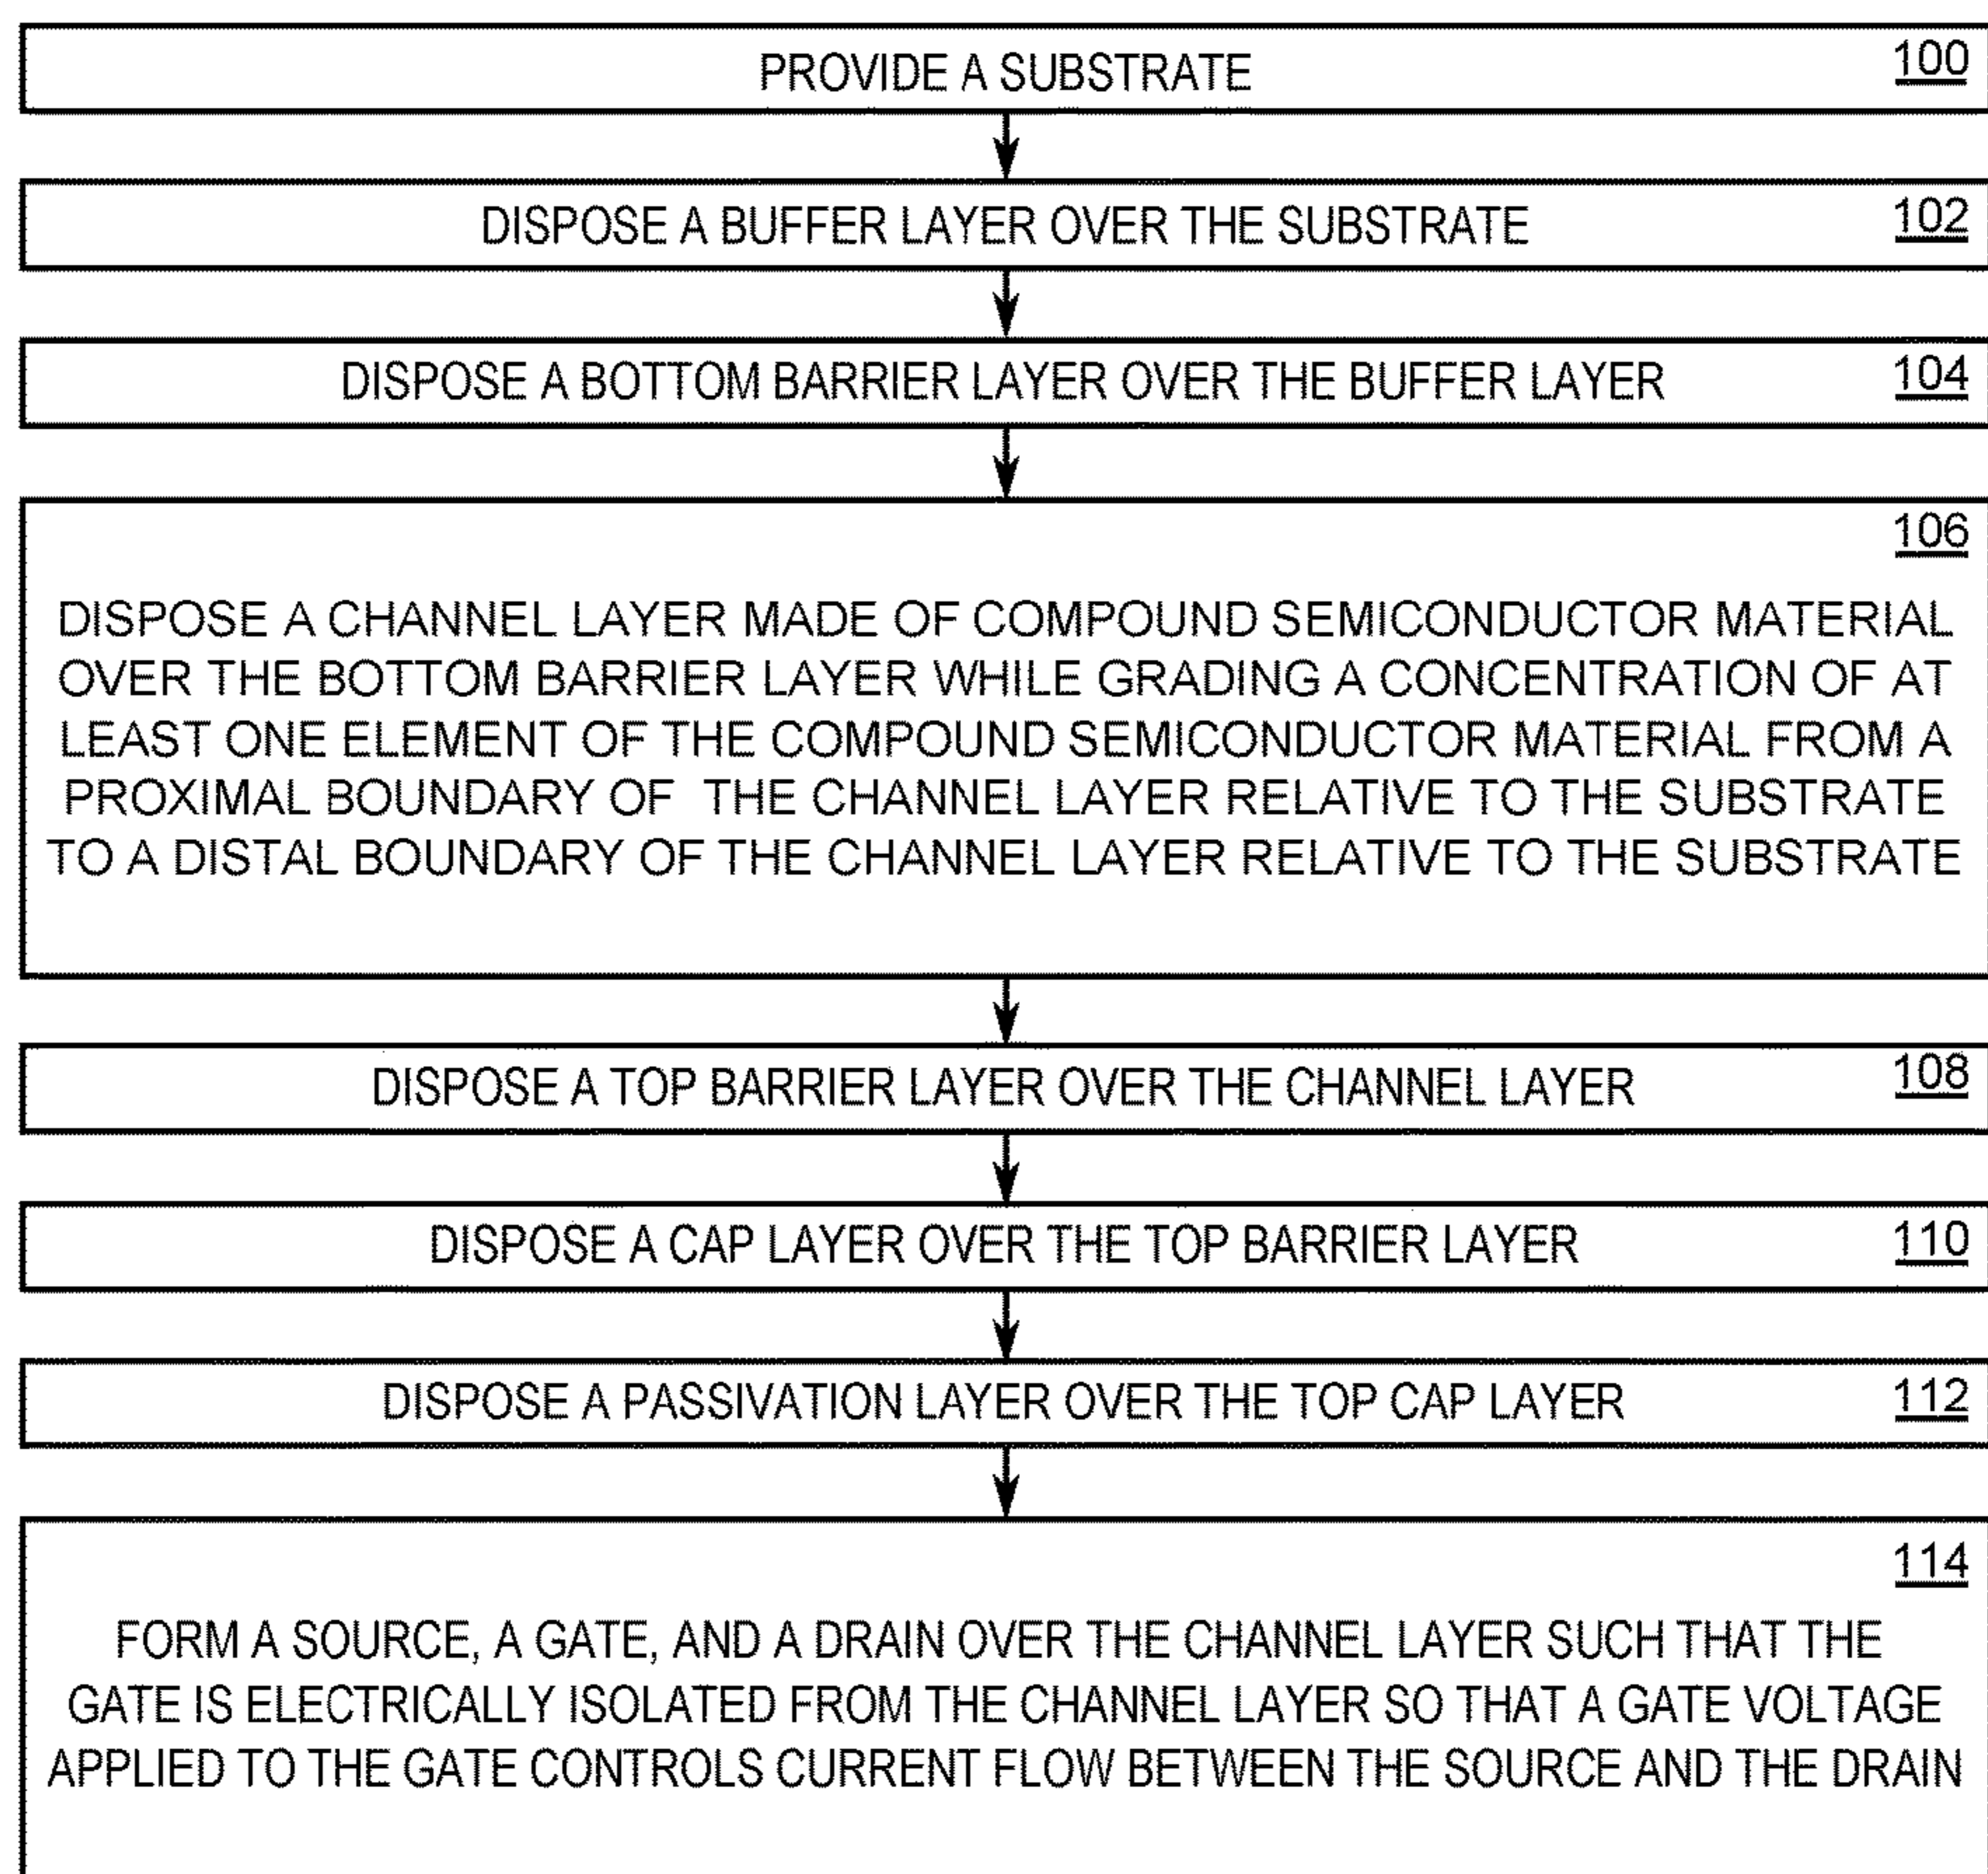 PROVIDE A SUBSTRATE 100
DISPOSE A BUFFER LAYER OVER THE SUBSTRATE 102
DISPOSE A BOTTOM BARRIER LAYER OVER THE BUFFER LAYER 104
106
DISPOSE A CHANNEL LAYER MADE OF COMPOUND SEMICONDUCTOR MATERIAL
OVER THE BOTTOM BARRIER LAYER WHILE GRADING A CONCENTRATION OF AT
LEAST ONE ELEMENT OF THE COMPOUND SEMICONDUCTOR MATERIAL FROM A
PROXIMAL BOUNDARY OF THE CHANNEL LAYER RELATIVE TO THE SUBSTRATE
TO A DISTAL BOUNDARY OF THE CHANNEL LAYER RELATIVE TO THE SUBSTRATE
DISPOSE A TOP BARRIER LAYER OVER THE CHANNEL LAYER 108
DISPOSE A CAP LAYER OVER THE TOP BARRIER LAYER 110
DISPOSE A PASSIVATION LAYER OVER THE TOP CAP LAYER 112
114
FORM A SOURCE, A GATE, AND A DRAIN OVER THE CHANNEL LAYER SUCH THAT THE
GATE IS ELECTRICALLY ISOLATED FROM THE CHANNEL LAYER SO THAT A GATE VOLTAGE
APPLIED TO THE GATE CONTROLS CURRENT FLOW BETWEEN THE SOURCE AND THE DRAIN